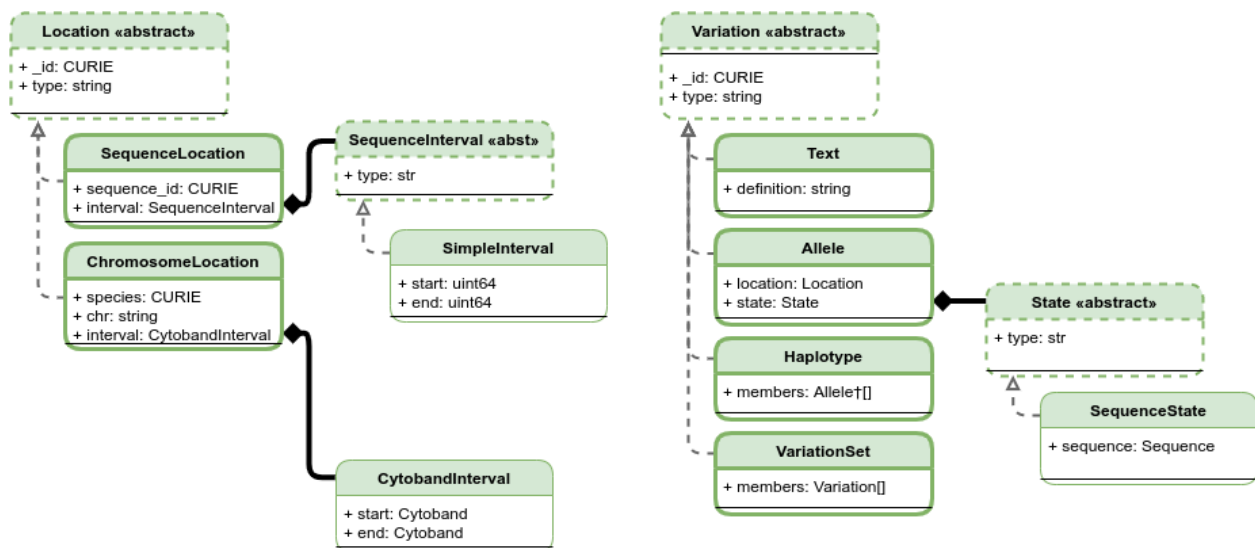 Location «abstract»
+ _id: CURIE
+ type: string
SequenceLocation
+ sequence_id: CURIE
+ interval: SequenceInterval
ChromosomeLocation
+ species: CURIE
+ chr: string
+ interval: CytobandInterval
SequenceInterval «abst»
+ type: str
SimpleInterval
+ start: uint64
+ end: uint64
CytobandInterval
+ start: Cytoband
+ end: Cytoband
Variation «abstract»
+ _id: CURIE
+ type: string
Text
+ definition: string
Allele
+ location: Location
+ state: State
Haplotype
+ members: Allele†[]
VariationSet
+ members: Variation[]
State «abstract»
+ type: str
SequenceState
+ sequence: Sequence